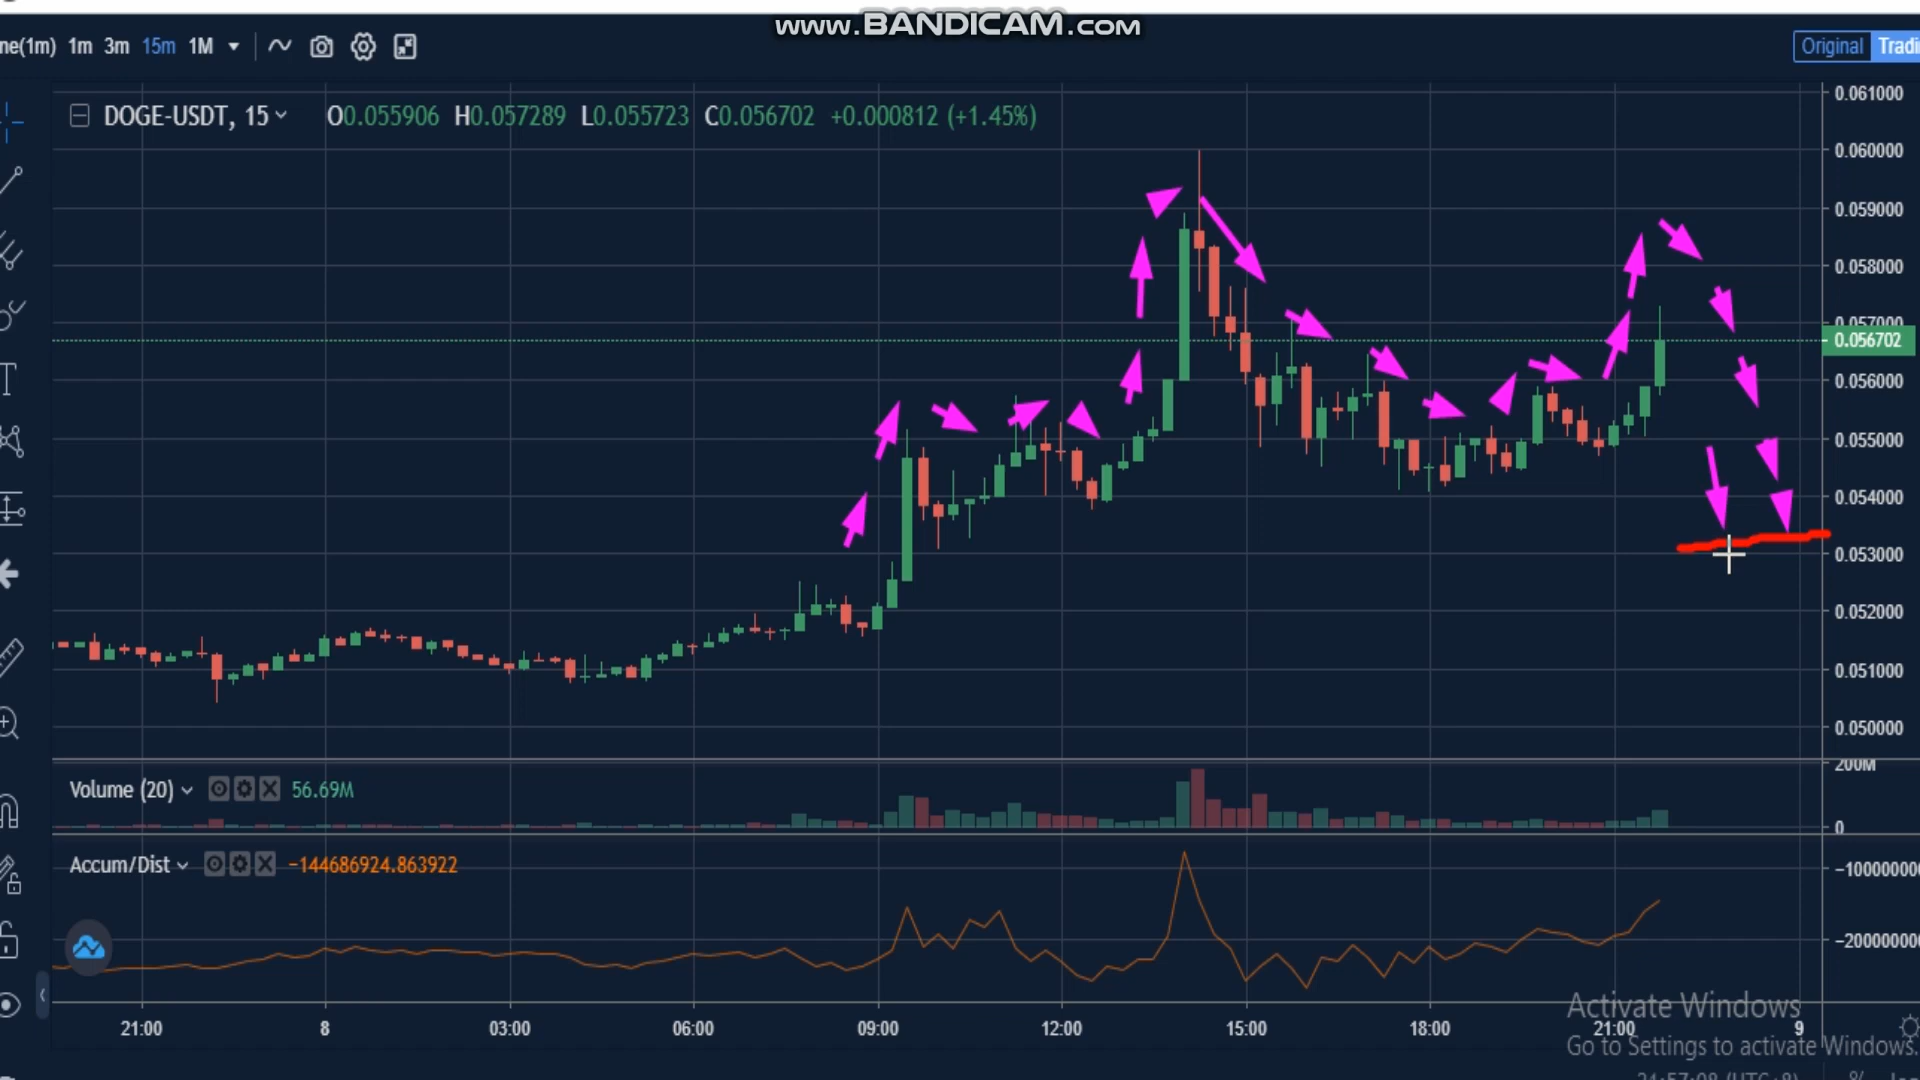 www.BANDICAM.com
ne(1m) 1m 3m 15m 1M
Original Tradi
DOGE-USDT, 15 O0.055906 H0.057289 L0.055723 C0.056702 +0.000812 (+1.45%)
0.061000
0.060000
0.059000
0.058000
0.057000
0.056702
0.056000
0.055000
0.054000
0.053000
0.052000
0.051000
0.050000
Volume (20) 56.69M
200M
0
Accum/Dist -144686924.863922
-100000000
-200000000
21:00 8 03:00 06:00 09:00 12:00 15:00 18:00 21:00 9
Activate Windows
Go to Settings to activate Windows.